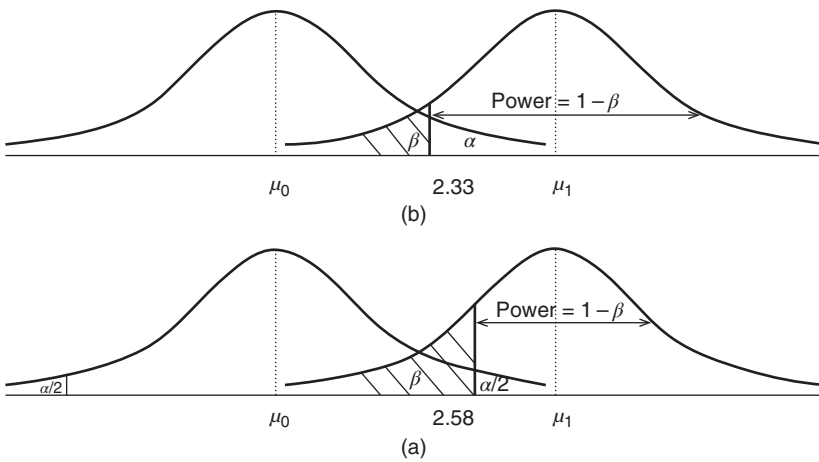 Power = 1 – β
β α
μ0 2.33 μ1
(b)
Power = 1 – β
α/2 β α/2
μ0 2.58 μ1
(a)